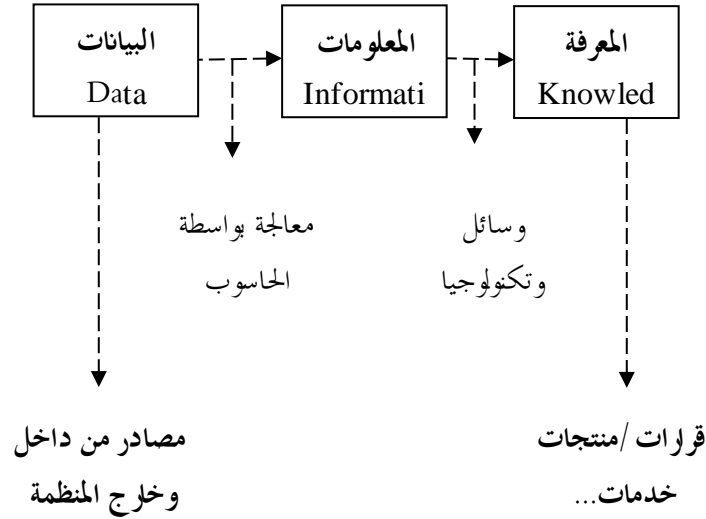 البيانات
Data
المعلومات
Informati
المعرفة
Knowled
معالجة بواسطة
الحاسوب
وسائل
وتكنولوجيا
مصادر من داخل
وخارج المنظمة
قرارات /منتجات
خدمات...